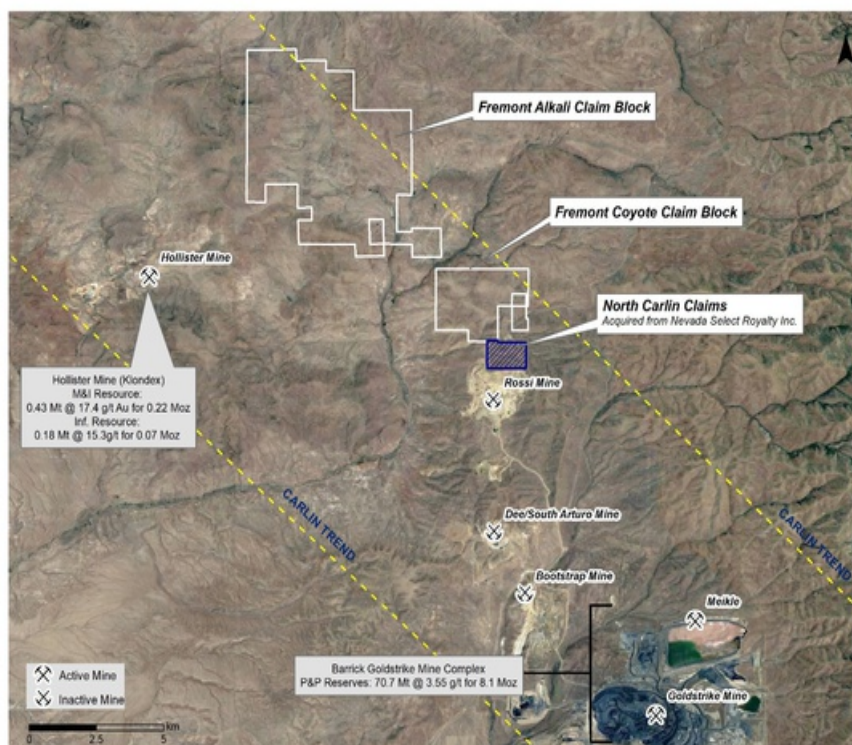 Fremont Alkali Claim Block
Fremont Coyote Claim Block
Hollister Mine
North Carlin Claims
Acquired from Nevada Select Royalty Inc.
Hollister Mine (Klondex)
M&I Resource:
0.43 Mt @ 17.4 g/t Au for 0.22 Moz
Inf. Resource:
0.18 Mt @ 15.3g/t for 0.07 Moz
Rossi Mine
CARLIN TREND
Dee/South Arturo Mine
CARLIN TREND
Bootstrap Mine
Meikle
Barrick Goldstrike Mine Complex
P&P Reserves: 70.7 Mt @ 3.55 g/t for 8.1 Moz
Goldstrike Mine
Active Mine
Inactive Mine
km
0 2.5 5